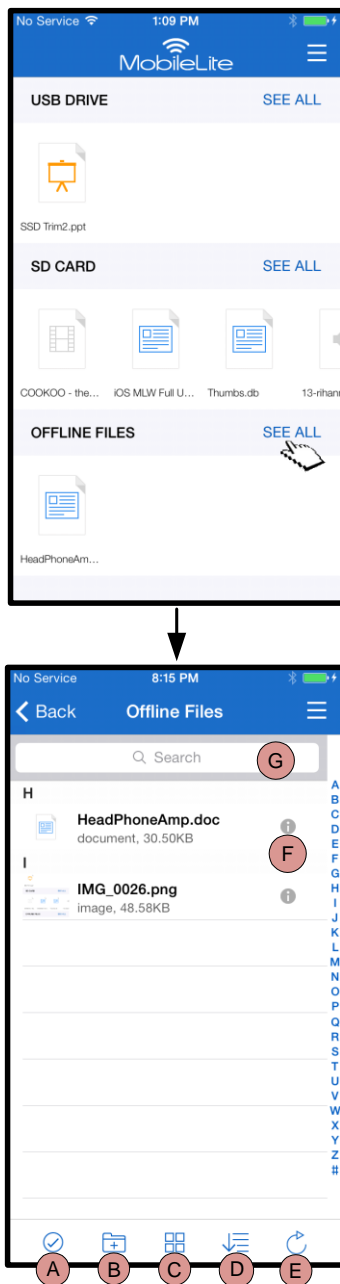 No Service 1:09 PM
MobileLite
USB DRIVE SEE ALL
SSD Trim2.ppt
SD CARD SEE ALL
COOKOO - the... iOS MLW Full U... Thumbs.db 13-rihann
OFFLINE FILES SEE ALL
HeadPhoneAm...
No Service 8:15 PM
Back Offline Files
Search G
H
HeadPhoneAmp.doc
document, 30.50KB
F
I
IMG_0026.png
image, 48.58KB
A
B
C
D
E
F
G
H
I
J
K
L
M
N
O
P
Q
R
S
T
U
V
W
X
Y
Z
#
A B C D E